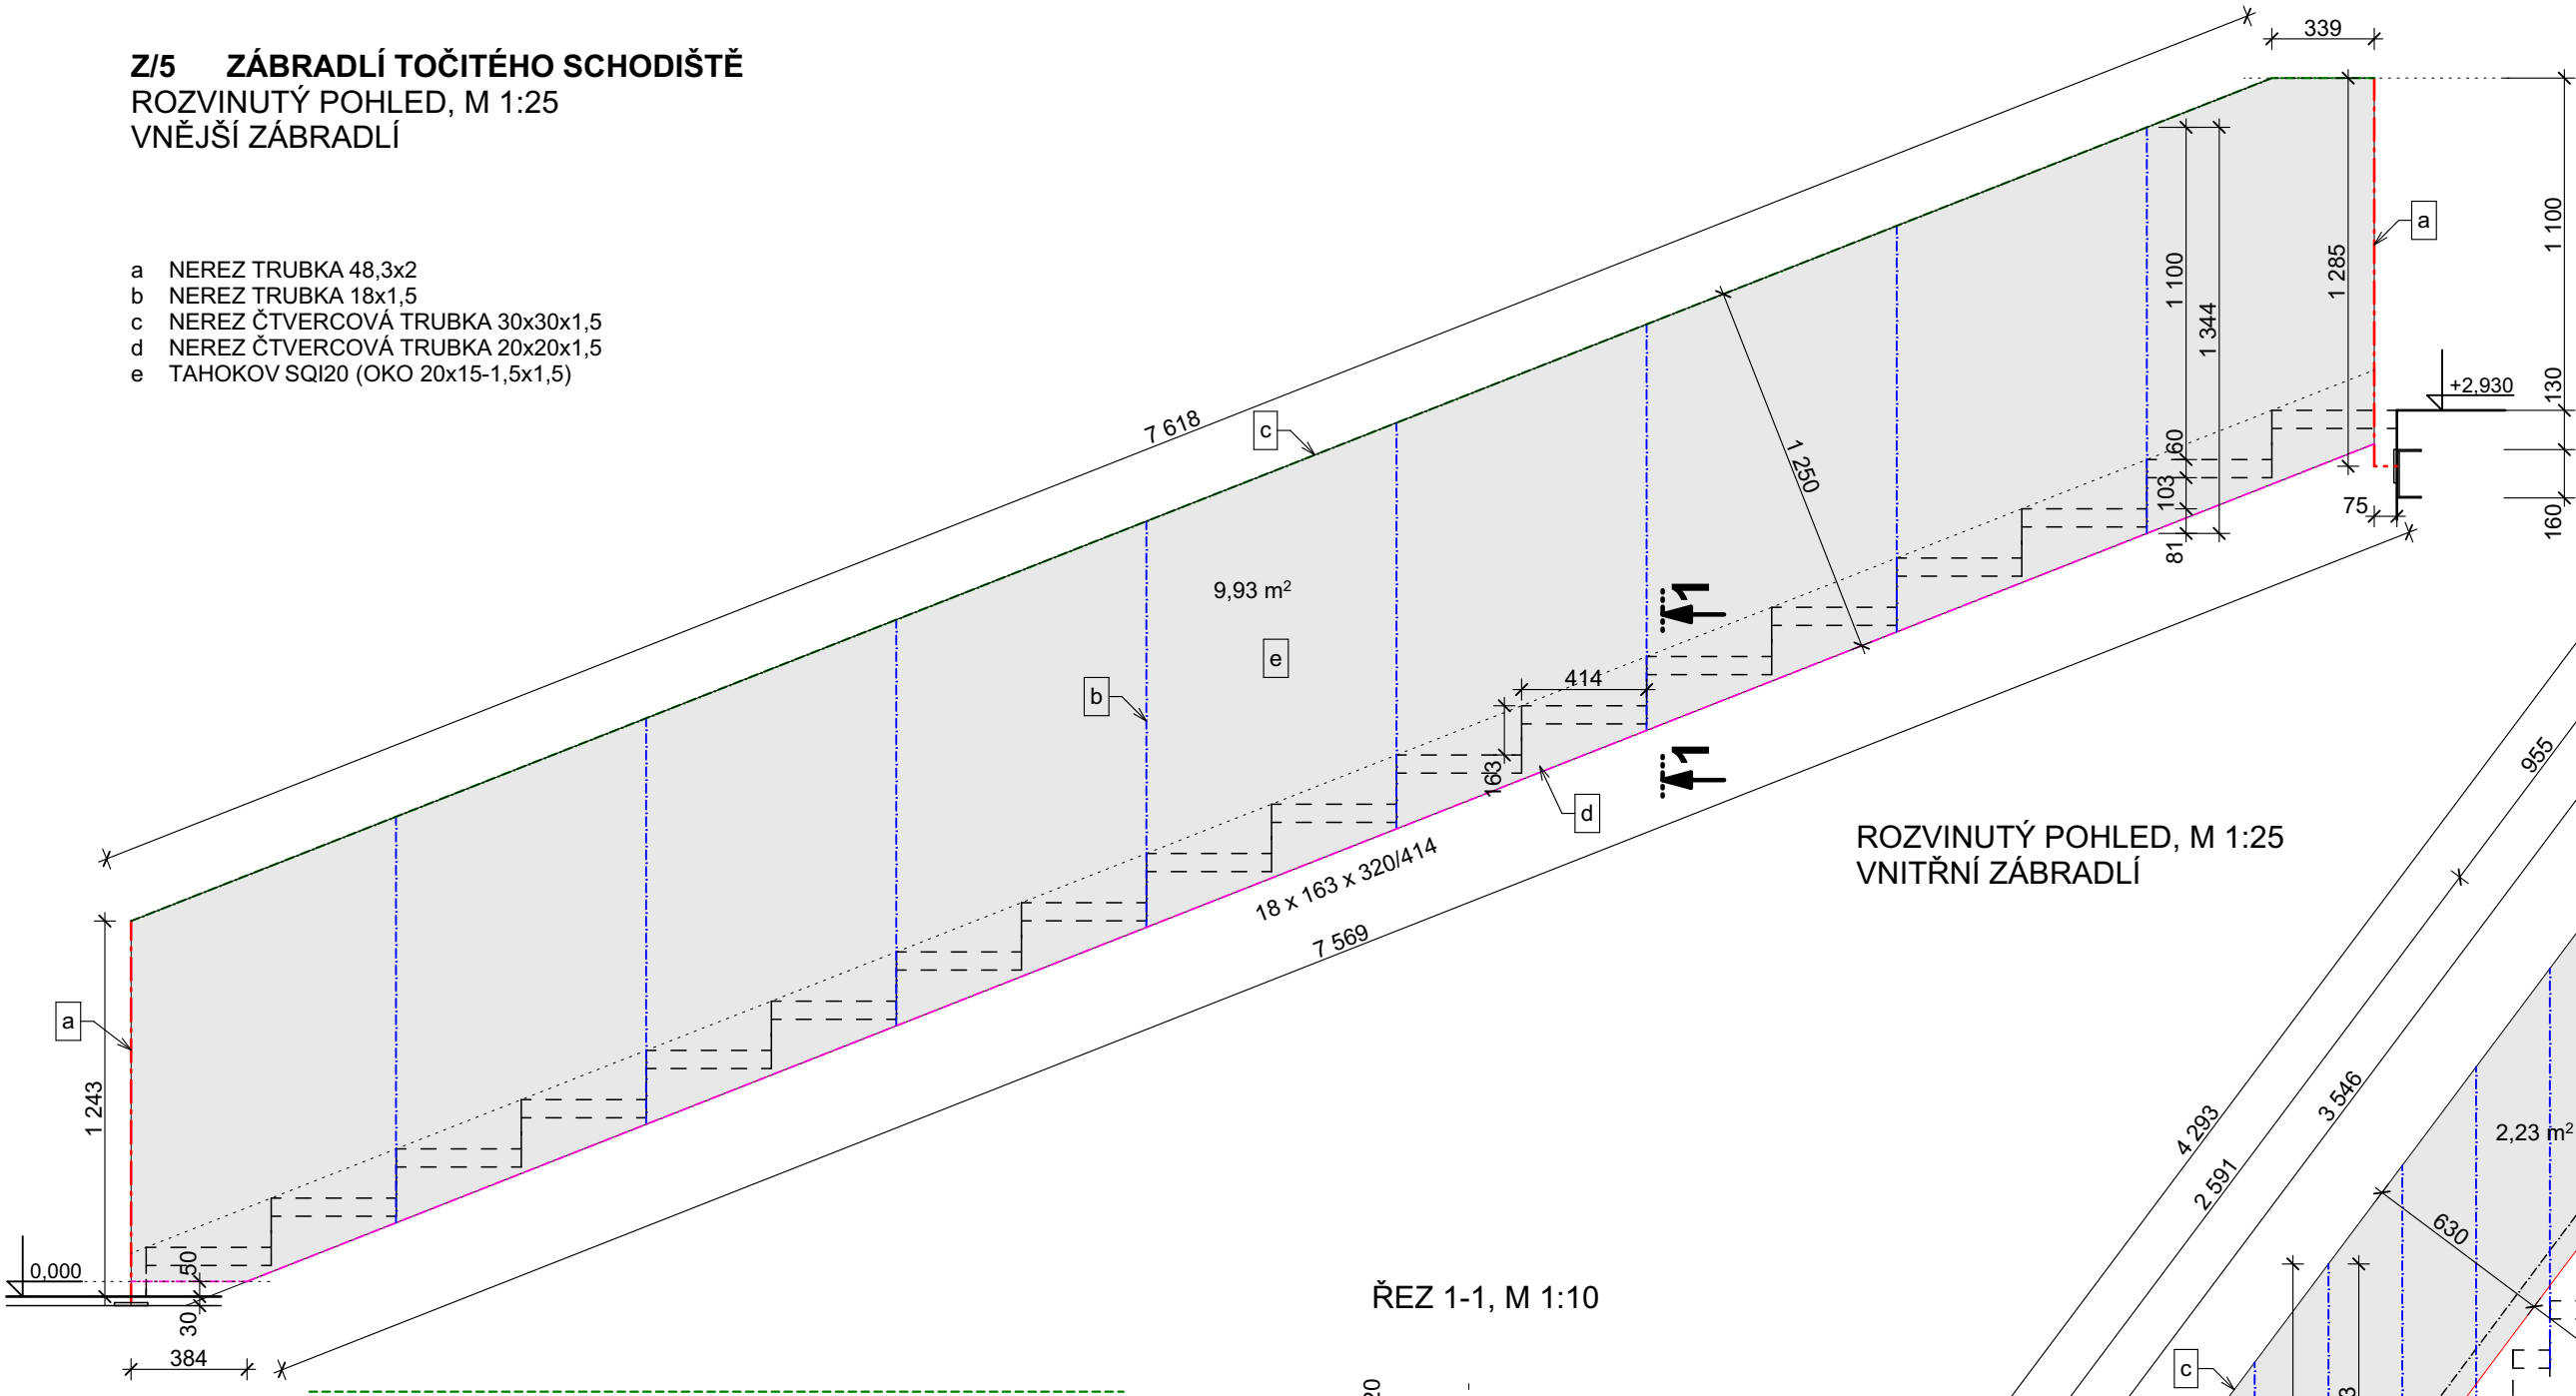 Z/5 ZÁBRADLÍ TOČITÉHO SCHODIŠTĚ
ROZVINUTÝ POHLED, M 1:25
VNĚJŠÍ ZÁBRADLÍ
a NEREZ TRUBKA 48,3x2
b NEREZ TRUBKA 18x1,5
c NEREZ ČTVERCOVÁ TRUBKA 30x30x1,5
d NEREZ ČTVERCOVÁ TRUBKA 20x20x1,5
e TAHOKOV SQI20 (OKO 20x15-1,5x1,5)
339
7 618
c
a
1 285
1 100
1 100
1 344
+2,930
130
160
75
60
103
81
1 250
9,93 m²
e
b
1
414
163
1
d
18 x 163 x 320/414
7 569
a
1 243
0,000
50
30
384
ROZVINUTÝ POHLED, M 1:25
VNITŘNÍ ZÁBRADLÍ
955
3 546
4 293
2 591
2,23 m²
630
c
ŘEZ 1-1, M 1:10